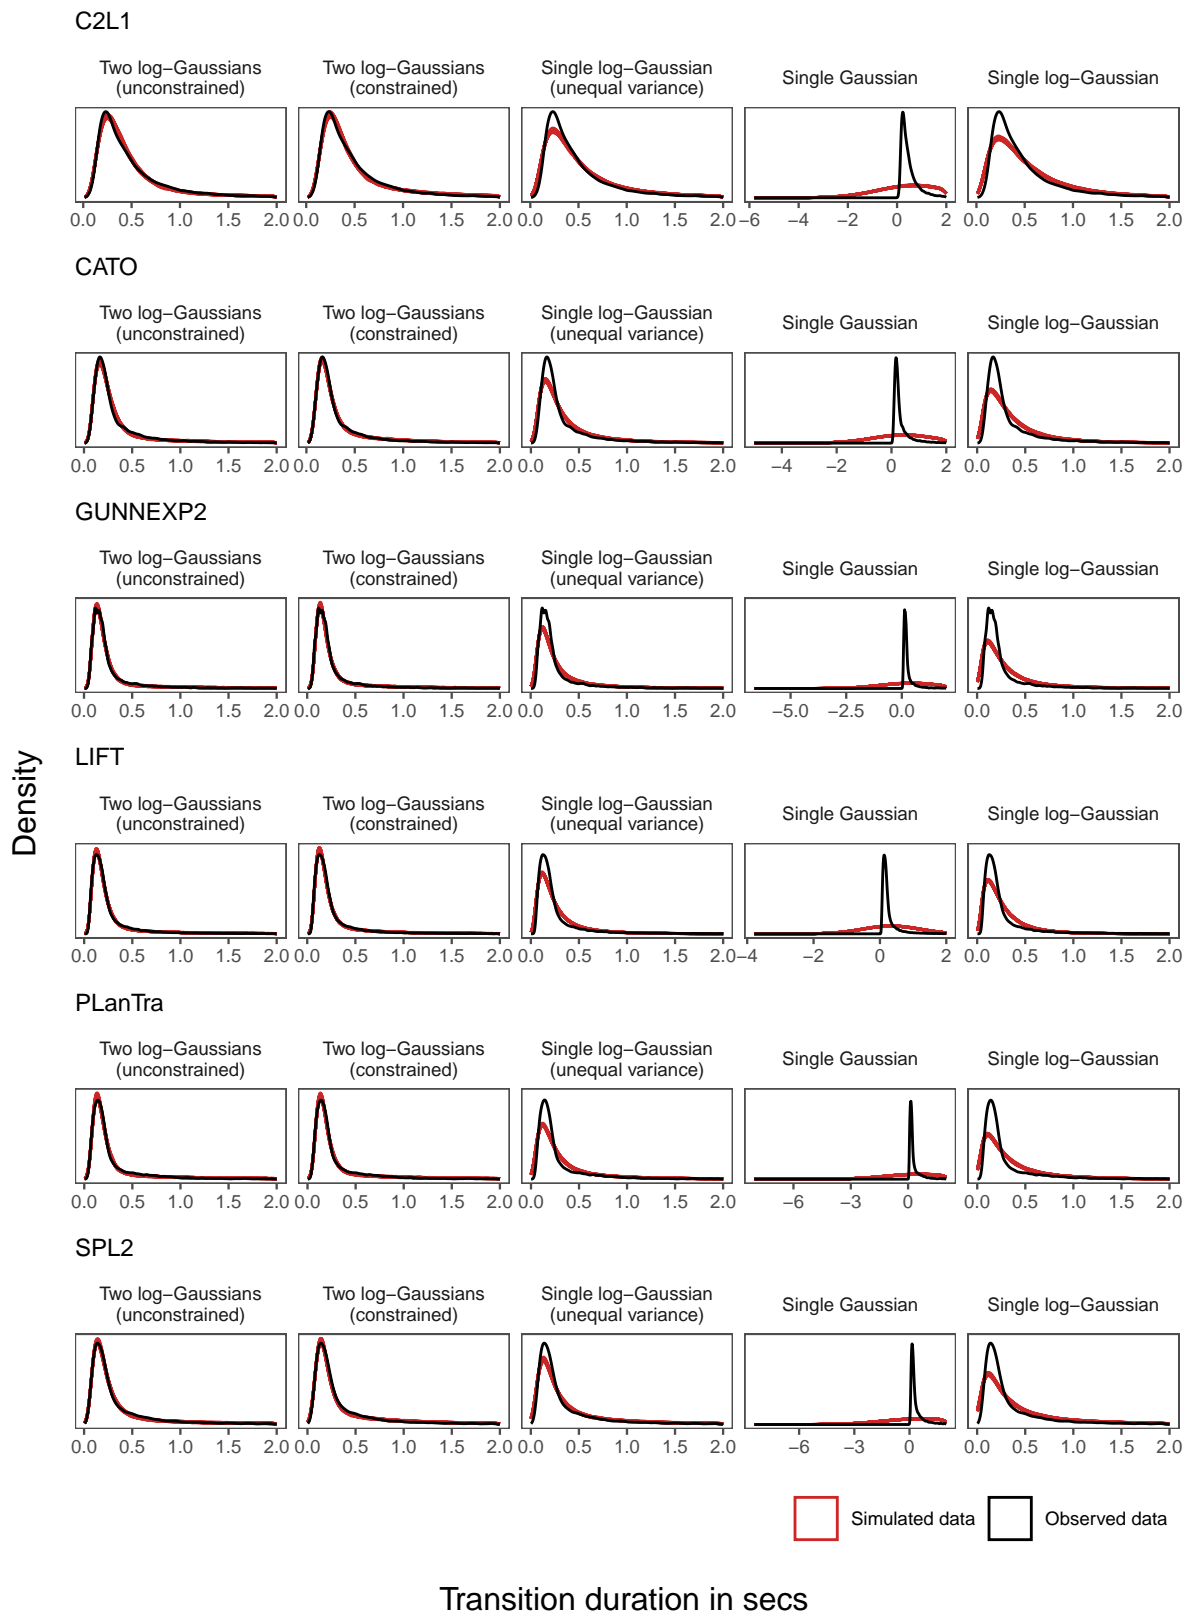 C2L1
Two log−Gaussians (unconstrained)
Two log−Gaussians (constrained)
Single log−Gaussian (unequal variance)
Single Gaussian
Single log−Gaussian
0.0 0.5 1.0 1.5 2.0
0.0 0.5 1.0 1.5 2.0
0.0 0.5 1.0 1.5 2.0
−6 −4 −2 0 2
0.0 0.5 1.0 1.5 2.0
CATO
Two log−Gaussians (unconstrained)
Two log−Gaussians (constrained)
Single log−Gaussian (unequal variance)
Single Gaussian
Single log−Gaussian
0.0 0.5 1.0 1.5 2.0
0.0 0.5 1.0 1.5 2.0
0.0 0.5 1.0 1.5 2.0
−4 −2 0 2
0.0 0.5 1.0 1.5 2.0
GUNNEXP2
Two log−Gaussians (unconstrained)
Two log−Gaussians (constrained)
Single log−Gaussian (unequal variance)
Single Gaussian
Single log−Gaussian
0.0 0.5 1.0 1.5 2.0
0.0 0.5 1.0 1.5 2.0
0.0 0.5 1.0 1.5 2.0
−5.0 −2.5 0.0
0.0 0.5 1.0 1.5 2.0
Density
LIFT
Two log−Gaussians (unconstrained)
Two log−Gaussians (constrained)
Single log−Gaussian (unequal variance)
Single Gaussian
Single log−Gaussian
0.0 0.5 1.0 1.5 2.0
0.0 0.5 1.0 1.5 2.0
0.0 0.5 1.0 1.5 2.0
−4 −2 0 2
0.0 0.5 1.0 1.5 2.0
PLanTra
Two log−Gaussians (unconstrained)
Two log−Gaussians (constrained)
Single log−Gaussian (unequal variance)
Single Gaussian
Single log−Gaussian
0.0 0.5 1.0 1.5 2.0
0.0 0.5 1.0 1.5 2.0
0.0 0.5 1.0 1.5 2.0
−6 −3 0
0.0 0.5 1.0 1.5 2.0
SPL2
Two log−Gaussians (unconstrained)
Two log−Gaussians (constrained)
Single log−Gaussian (unequal variance)
Single Gaussian
Single log−Gaussian
0.0 0.5 1.0 1.5 2.0
0.0 0.5 1.0 1.5 2.0
0.0 0.5 1.0 1.5 2.0
−6 −3 0
0.0 0.5 1.0 1.5 2.0
Simulated data
Observed data
Transition duration in secs